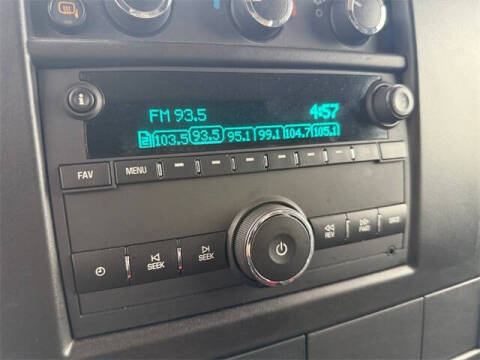 FM 93.5 4:57
103.5 93.5 95.1 99.1 104.7 105.1
FAV MENU
SEEK SEEK REV FWD